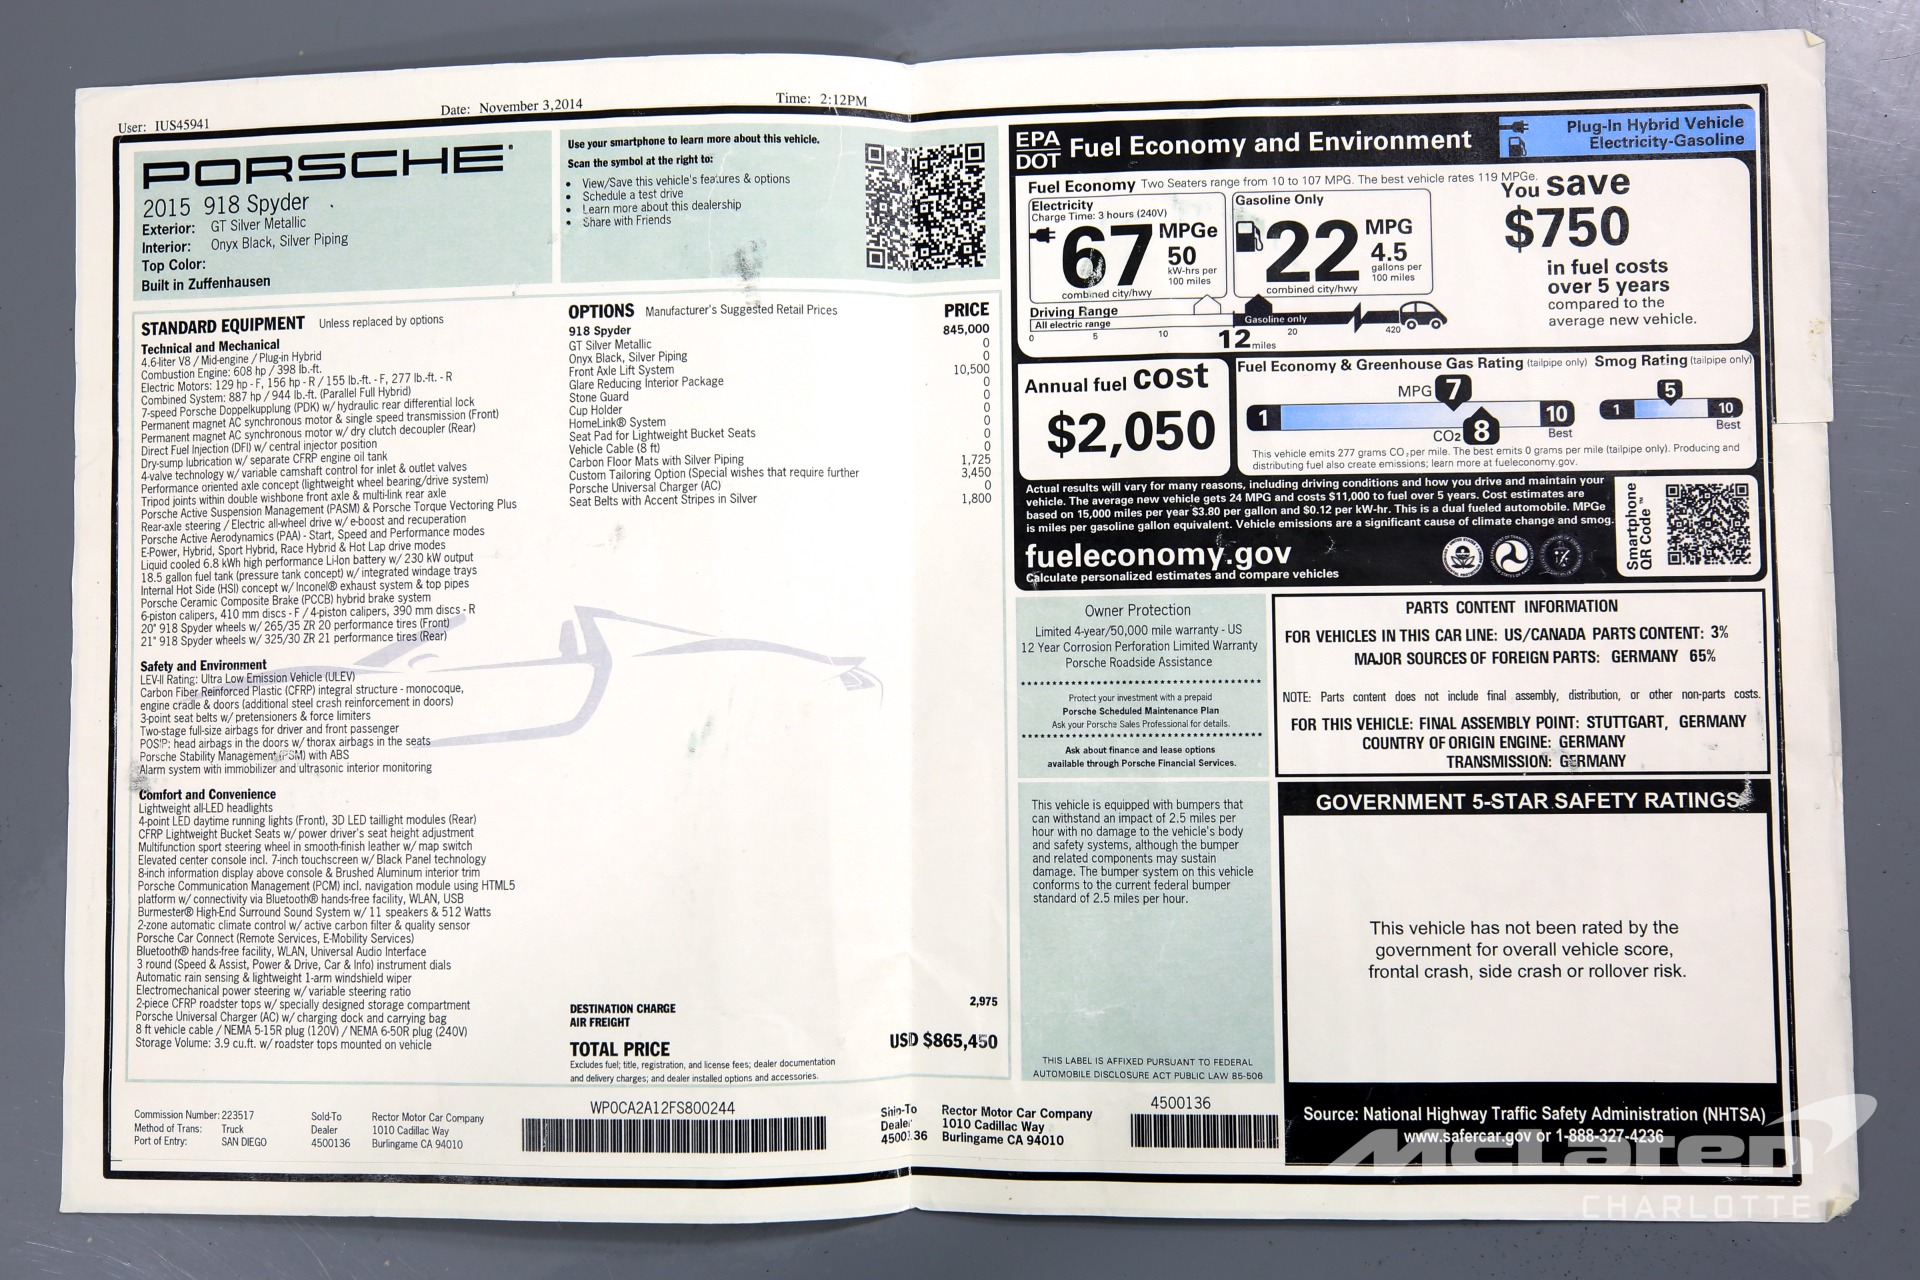 User: IUS45941
Date: November 3,2014
Time: 2:12PM
PORSCHE
2015 918 Spyder
Exterior: GT Silver Metallic
Interior: Onyx Black, Silver Piping
Top Color:
Built in Zuffenhausen
Use your smartphone to learn more about this vehicle.
Scan the symbol at the right to:
• View/Save this vehicle's features & options
• Schedule a test drive
• Learn more about this dealership
• Share with Friends
STANDARD EQUIPMENT Unless replaced by options
Technical and Mechanical
4.6-liter V8 / Mid-engine / Plug-in Hybrid
Combustion Engine: 608 hp / 398 lb.-ft.
Electric Motors: 129 hp - F, 156 hp - R / 155 lb.-ft. - F, 277 lb.-ft. - R
Combined System: 887 hp / 944 lb.-ft. (Parallel Full Hybrid)
7-speed Porsche Doppelkupplung (PDK) w/ hydraulic rear differential lock
Permanent magnet AC synchronous motor & single speed transmission (Front)
Permanent magnet AC synchronous motor w/ dry clutch decoupler (Rear)
Direct Fuel Injection (DFI) w/ central injector position
Dry-sump lubrication w/ separate CFRP engine oil tank
4-valve technology w/ variable camshaft control for inlet & outlet valves
Performance oriented axle concept (lightweight wheel bearing/drive system)
Tripod joints within double wishbone front axle & multi-link rear axle
Porsche Active Suspension Management (PASM) & Porsche Torque Vectoring Plus
Rear-axle steering / Electric all-wheel drive w/ e-boost and recuperation
Porsche Active Aerodynamics (PAA) - Start, Speed and Performance modes
E-Power, Hybrid, Sport Hybrid, Race Hybrid & Hot Lap drive modes
Liquid cooled 6.8 kWh high performance Li-Ion battery w/ 230 kW output
18.5 gallon fuel tank (pressure tank concept) w/ integrated windage trays
Internal Hot Side (HSI) concept w/ Inconel® exhaust system & top pipes
Porsche Ceramic Composite Brake (PCCB) hybrid brake system
6-piston calipers, 410 mm discs - F / 4-piston calipers, 390 mm discs - R
20" 918 Spyder wheels w/ 265/35 ZR 20 performance tires (Front)
21" 918 Spyder wheels w/ 325/30 ZR 21 performance tires (Rear)
Safety and Environment
LEV-II Rating: Ultra Low Emission Vehicle (ULEV)
Carbon Fiber Reinforced Plastic (CFRP) integral structure - monocoque,
engine cradle & doors (additional steel crash reinforcement in doors)
3-point seat belts w/ pretensioners & force limiters
Two-stage full-size airbags for driver and front passenger
POSIP: head airbags in the doors w/ thorax airbags in the seats
Porsche Stability Management (PSM) with ABS
Alarm system with immobilizer and ultrasonic interior monitoring
Comfort and Convenience
Lightweight all-LED headlights
4-point LED daytime running lights (Front), 3D LED taillight modules (Rear)
CFRP Lightweight Bucket Seats w/ power driver's seat height adjustment
Multifunction sport steering wheel in smooth-finish leather w/ map switch
Elevated center console incl. 7-inch touchscreen w/ Black Panel technology
8-inch information display above console & Brushed Aluminum interior trim
Porsche Communication Management (PCM) incl. navigation module using HTML5
platform w/ connectivity via Bluetooth® hands-free facility, WLAN, USB
Burmester® High-End Surround Sound System w/ 11 speakers & 512 Watts
2-zone automatic climate control w/ active carbon filter & quality sensor
Porsche Car Connect (Remote Services, E-Mobility Services)
Bluetooth® hands-free facility, WLAN, Universal Audio Interface
3 round (Speed & Assist, Power & Drive, Car & Info) instrument dials
Automatic rain sensing & lightweight 1-arm windshield wiper
Electromechanical power steering w/ variable steering ratio
2-piece CFRP roadster tops w/ specially designed storage compartment
Porsche Universal Charger (AC) w/ charging dock and carrying bag
8 ft vehicle cable / NEMA 5-15R plug (120V) / NEMA 6-50R plug (240V)
Storage Volume: 3.9 cu.ft. w/ roadster tops mounted on vehicle
OPTIONS Manufacturer's Suggested Retail Prices PRICE
918 Spyder 845,000
GT Silver Metallic 0
Onyx Black, Silver Piping 0
Front Axle Lift System 10,500
Glare Reducing Interior Package 0
Stone Guard 0
Cup Holder 0
HomeLink® System 0
Seat Pad for Lightweight Bucket Seats 0
Vehicle Cable (8 ft) 0
Carbon Floor Mats with Silver Piping 1,725
Custom Tailoring Option (Special wishes that require further 3,450
Porsche Universal Charger (AC) 0
Seat Belts with Accent Stripes in Silver 1,800
DESTINATION CHARGE 2,975
AIR FREIGHT
TOTAL PRICE USD $865,450
Excludes fuel; title, registration, and license fees; dealer documentation
and delivery charges; and dealer installed options and accessories.
Commission Number: 223517
Method of Trans: Truck
Port of Entry: SAN DIEGO
Sold-To
Dealer
4500136
Rector Motor Car Company
1010 Cadillac Way
Burlingame CA 94010
WP0CA2A12FS800244
Ship-To
Dealer
4500136
Rector Motor Car Company
1010 Cadillac Way
Burlingame CA 94010
4500136
EPA
DOT
Fuel Economy and Environment
Plug-In Hybrid Vehicle
Electricity-Gasoline
Fuel Economy Two Seaters range from 10 to 107 MPG. The best vehicle rates 119 MPGe.
Electricity
Charge Time: 3 hours (240V)
67 MPGe
50
kW-hrs per
100 miles
combined city/hwy
Gasoline Only
22 MPG
4.5
gallons per
100 miles
combined city/hwy
Driving Range
All electric range
Gasoline only
0 5 10 12 miles 20 420
You save
$750
in fuel costs
over 5 years
compared to the
average new vehicle.
Annual fuel cost
$2,050
Fuel Economy & Greenhouse Gas Rating (tailpipe only)
MPG 7
1 10
Best
CO2 8
Smog Rating (tailpipe only)
5
1 10
Best
This vehicle emits 277 grams CO2 per mile. The best emits 0 grams per mile (tailpipe only). Producing and
distributing fuel also create emissions; learn more at fueleconomy.gov.
Actual results will vary for many reasons, including driving conditions and how you drive and maintain your
vehicle. The average new vehicle gets 24 MPG and costs $11,000 to fuel over 5 years. Cost estimates are
based on 15,000 miles per year $3.80 per gallon and $0.12 per kW-hr. This is a dual fueled automobile. MPGe
is miles per gasoline gallon equivalent. Vehicle emissions are a significant cause of climate change and smog.
fueleconomy.gov
Calculate personalized estimates and compare vehicles
Smartphone
QR Code™
Owner Protection
Limited 4-year/50,000 mile warranty - US
12 Year Corrosion Perforation Limited Warranty
Porsche Roadside Assistance
Protect your investment with a prepaid
Porsche Scheduled Maintenance Plan
Ask your Porsche Sales Professional for details.
Ask about finance and lease options
available through Porsche Financial Services.
This vehicle is equipped with bumpers that
can withstand an impact of 2.5 miles per
hour with no damage to the vehicle's body
and safety systems, although the bumper
and related components may sustain
damage. The bumper system on this vehicle
conforms to the current federal bumper
standard of 2.5 miles per hour.
THIS LABEL IS AFFIXED PURSUANT TO FEDERAL
AUTOMOBILE DISCLOSURE ACT PUBLIC LAW 85-506
PARTS CONTENT INFORMATION
FOR VEHICLES IN THIS CAR LINE: US/CANADA PARTS CONTENT: 3%
MAJOR SOURCES OF FOREIGN PARTS: GERMANY 65%
NOTE: Parts content does not include final assembly, distribution, or other non-parts costs.
FOR THIS VEHICLE: FINAL ASSEMBLY POINT: STUTTGART, GERMANY
COUNTRY OF ORIGIN ENGINE: GERMANY
TRANSMISSION: GERMANY
GOVERNMENT 5-STAR SAFETY RATINGS
This vehicle has not been rated by the
government for overall vehicle score,
frontal crash, side crash or rollover risk.
Source: National Highway Traffic Safety Administration (NHTSA)
www.safercar.gov or 1-888-327-4236
McLaren
CHARLOTTE